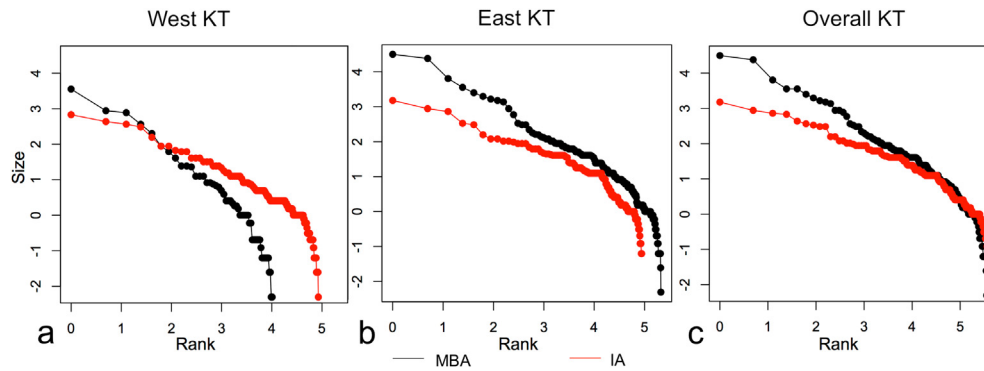 West KT East KT Overall KT
4 4 4
3 3 3
2 2 2
Size 1 1 1
0 0 0
-1 -1 -1
-2 -2 -2
0 1 2 3 4 5 0 1 2 3 4 5 0 1 2 3 4 5
a Rank b Rank c Rank
MBA IA